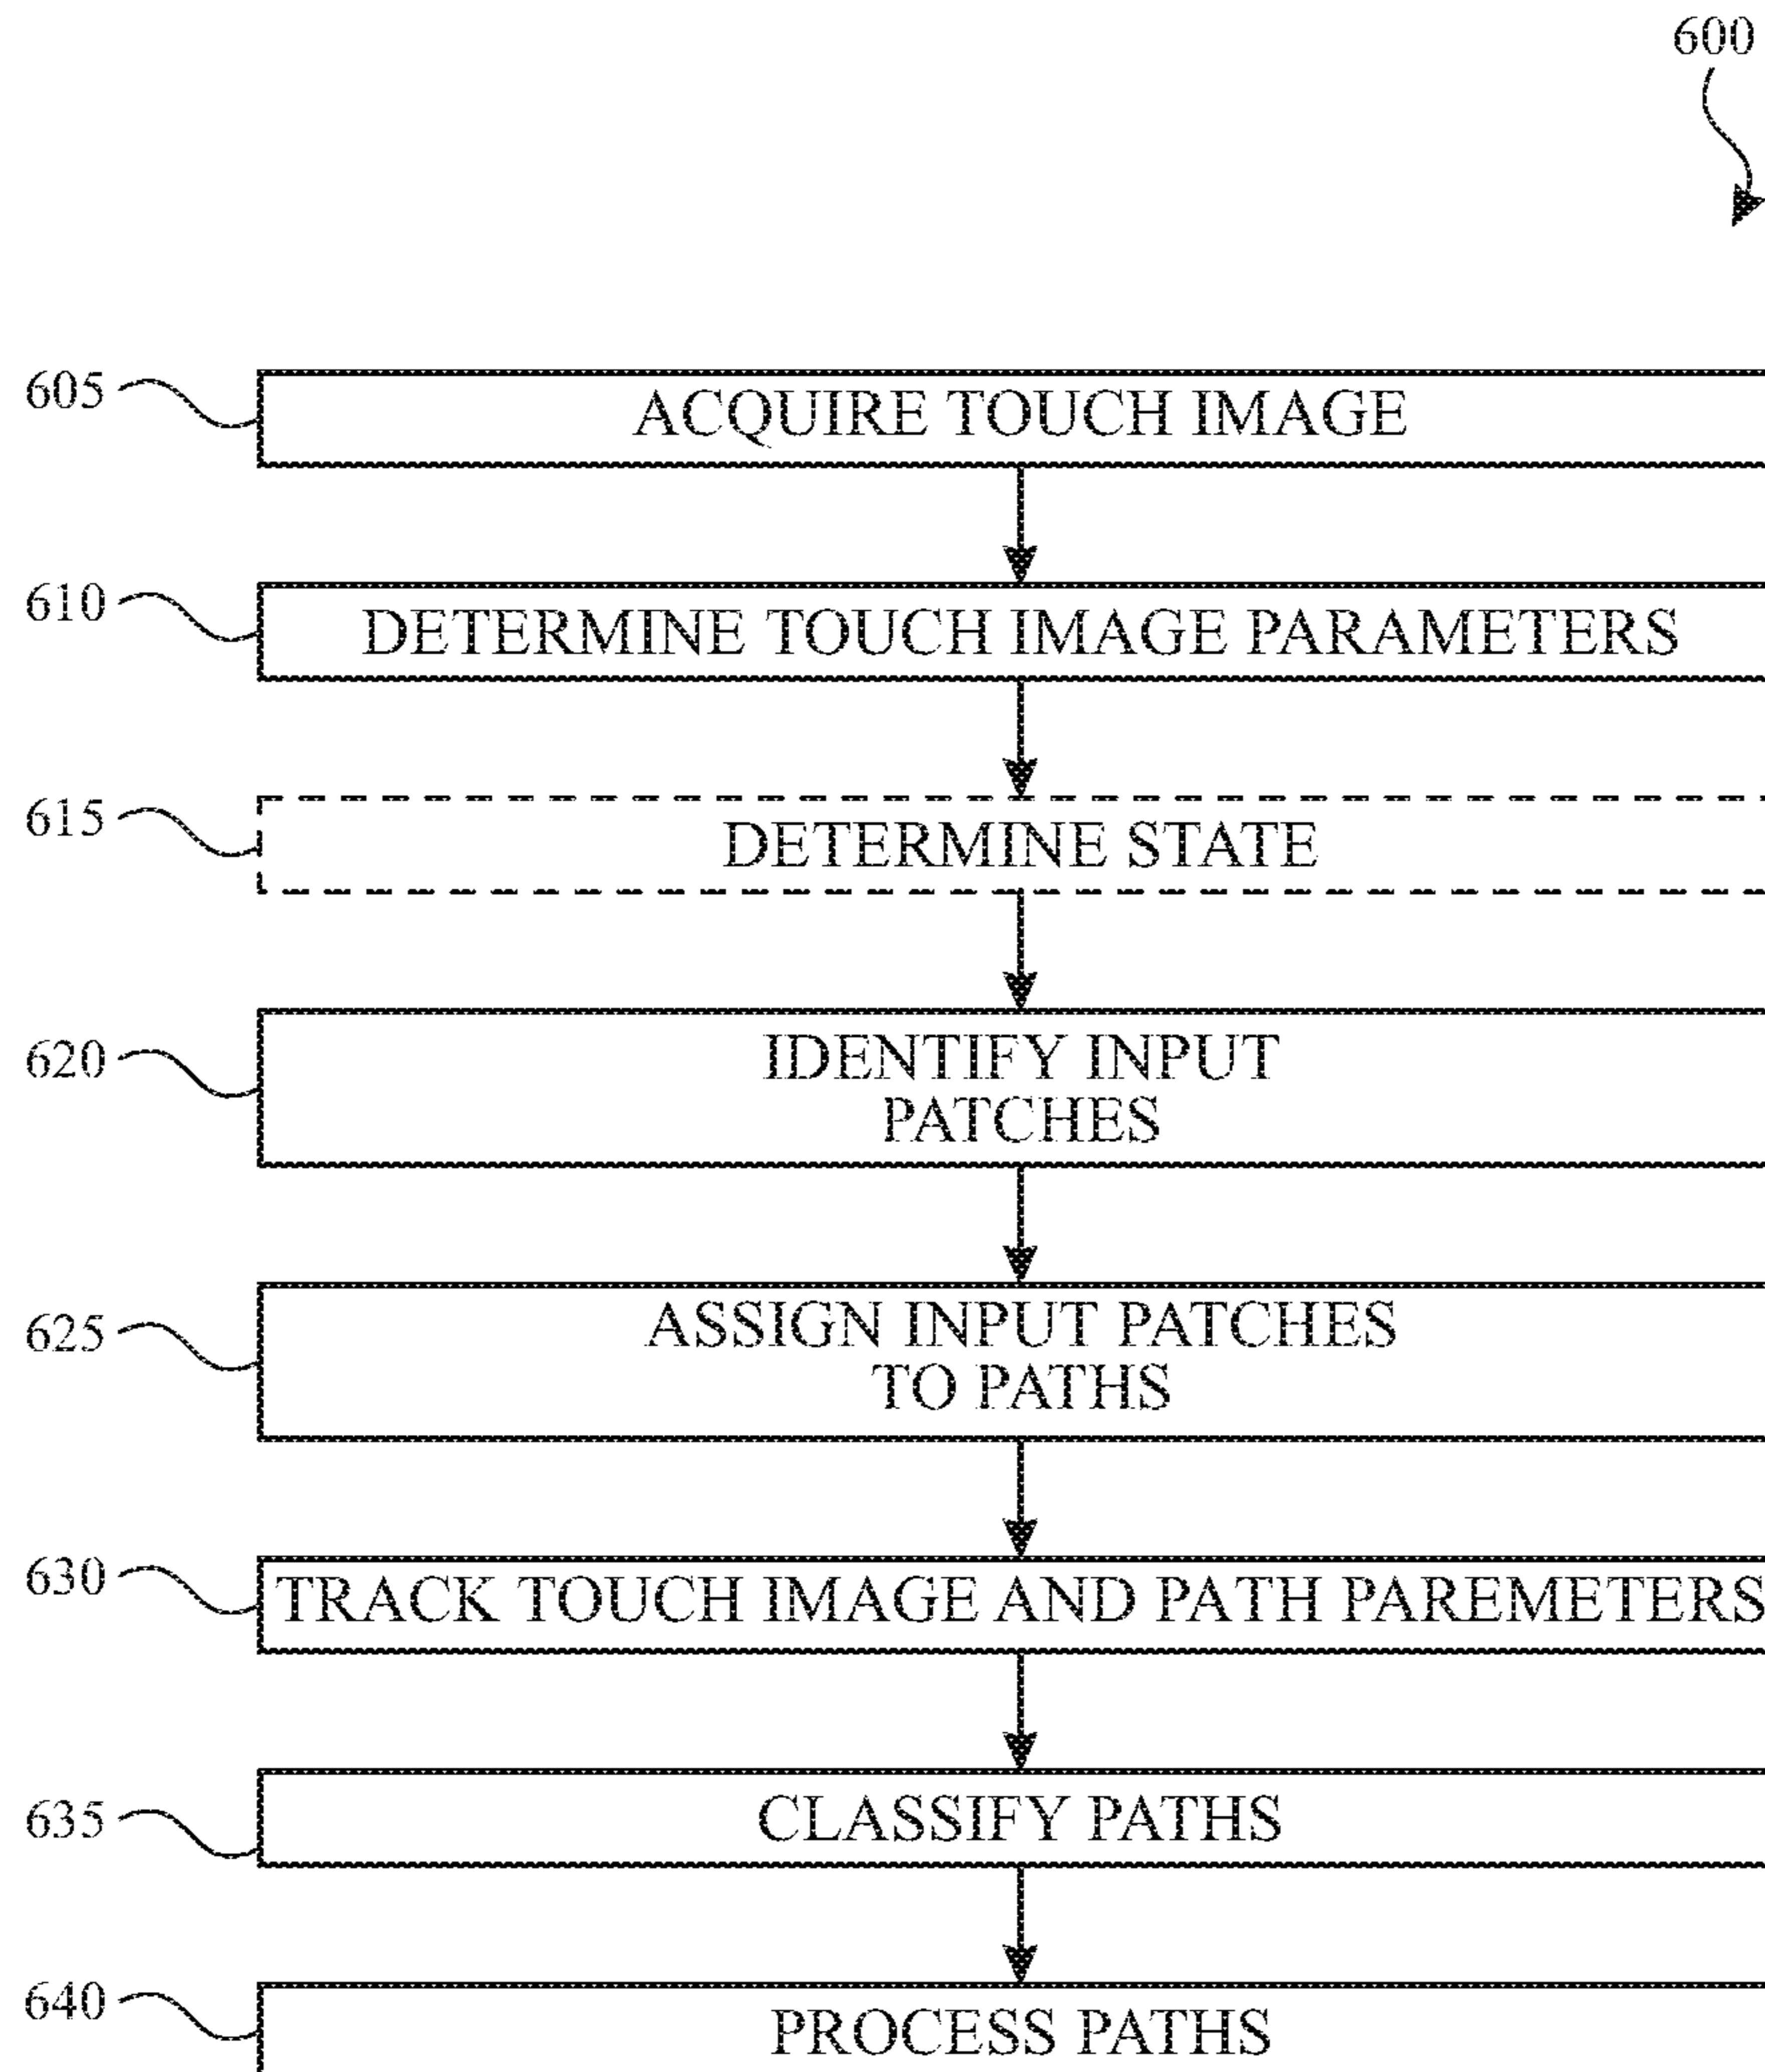 600
605 ACQUIRE TOUCH IMAGE
610 DETERMINE TOUCH IMAGE PARAMETERS
615 DETERMINE STATE
620 IDENTIFY INPUT
PATCHES
625 ASSIGN INPUT PATCHES
TO PATHS
630 TRACK TOUCH IMAGE AND PATH PAREMETERS
635 CLASSIFY PATHS
640 PROCESS PATHS